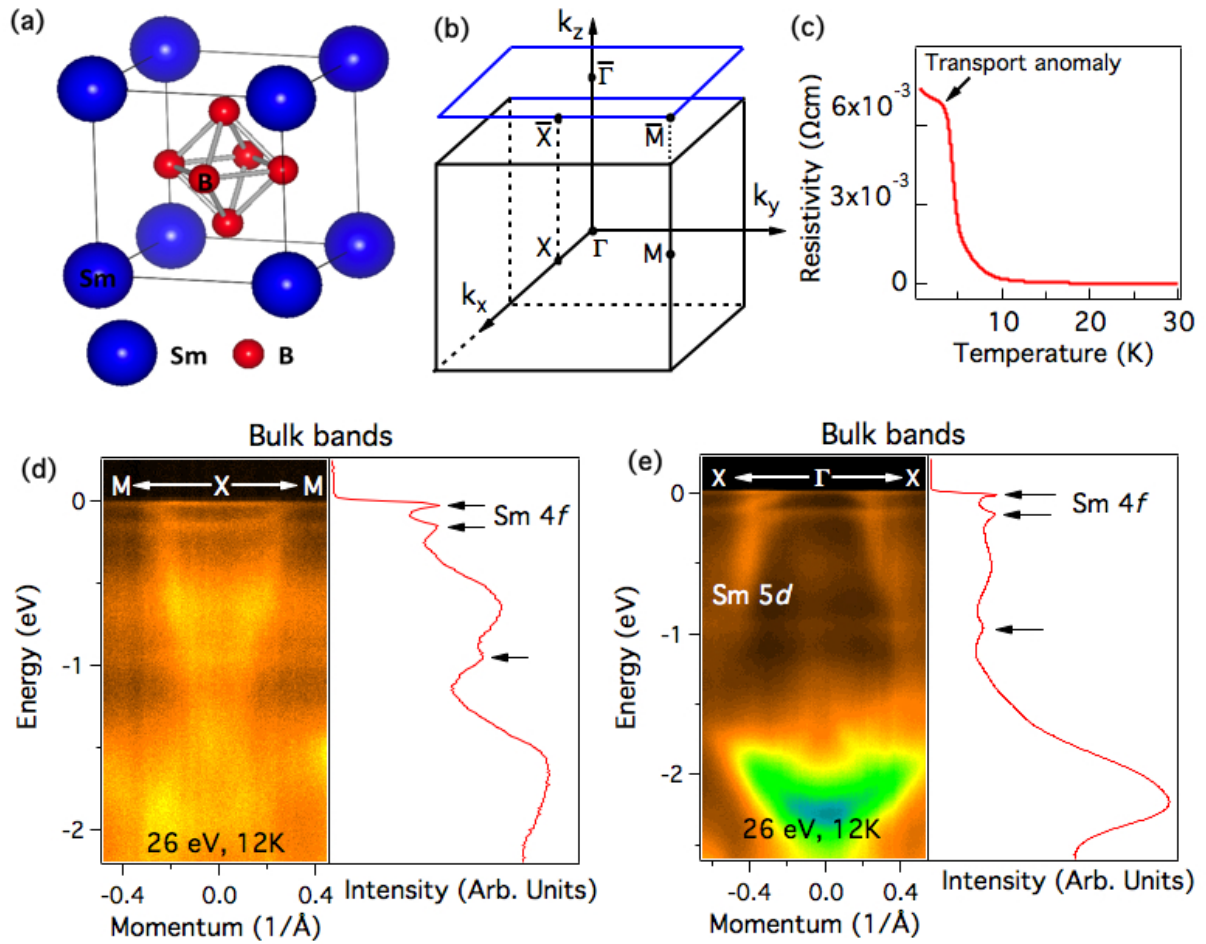 (a)
Sm
B
Sm
B
(b)
k_z
Γ̅
X̅
M̅
k_y
X
Γ
M
k_x
(c)
Transport anomaly
Resistivity (Ωcm)
6x10⁻³
3x10⁻³
0
10
20
30
Temperature (K)
Bulk bands
(d)
M
X
M
Sm 4f
Energy (eV)
0
-1
-2
26 eV, 12K
-0.4
0.0
0.4
Momentum (1/Å)
Intensity (Arb. Units)
Bulk bands
(e)
X
Γ
X
Sm 4f
Sm 5d
Energy (eV)
0
-1
-2
26 eV, 12K
-0.4
0.0
0.4
Momentum (1/Å)
Intensity (Arb. Units)